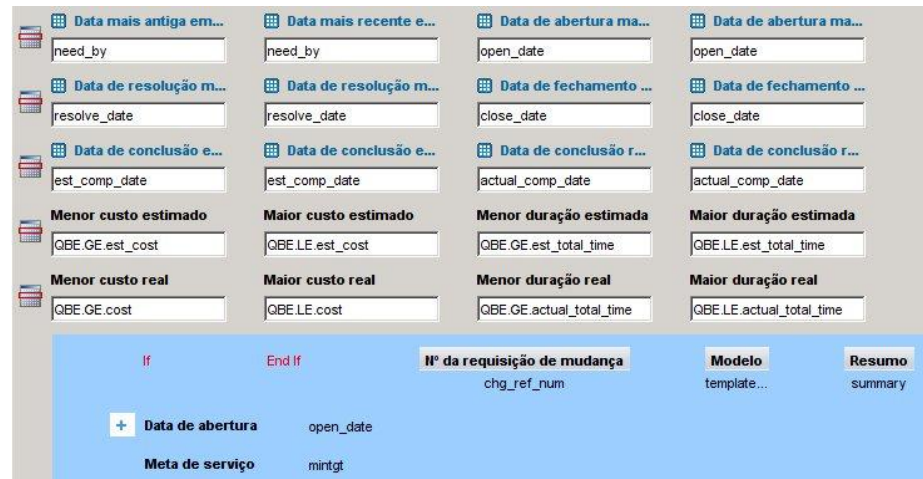 Data mais antiga em... Data mais recente e... Data de abertura ma... Data de abertura ma...
need_by need_by open_date open_date
Data de resolução m... Data de resolução m... Data de fechamento ... Data de fechamento ...
resolve_date resolve_date close_date close_date
Data de conclusão e... Data de conclusão e... Data de conclusão r... Data de conclusão r...
est_comp_date est_comp_date actual_comp_date actual_comp_date
Menor custo estimado Maior custo estimado Menor duração estimada Maior duração estimada
QBE.GE.est_cost QBE.LE.est_cost QBE.GE.est_total_time QBE.LE.est_total_time
Menor custo real Maior custo real Menor duração real Maior duração real
QBE.GE.cost QBE.LE.cost QBE.GE.actual_total_time QBE.LE.actual_total_time
If End If Nº da requisição de mudança Modelo Resumo
chg_ref_num template... summary
+ Data de abertura open_date
Meta de serviço mintgt